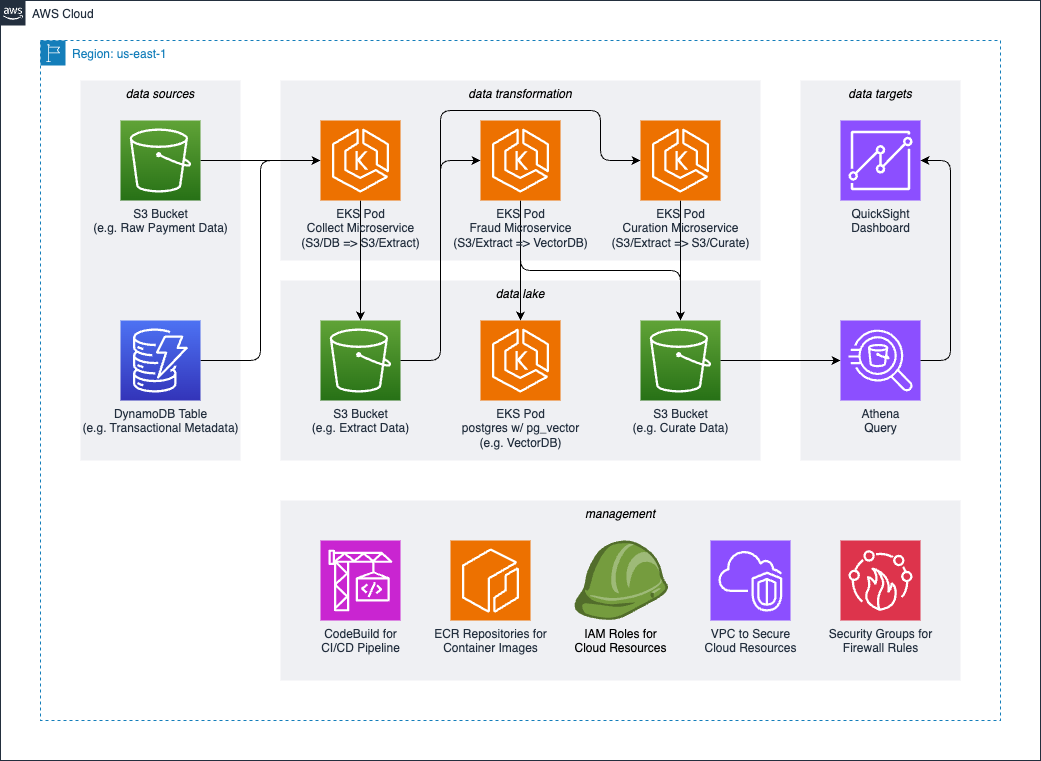 aws
AWS Cloud
Region: us-east-1
data sources
data transformation
data targets
S3 Bucket
(e.g. Raw Payment Data)
EKS Pod
Collect Microservice
(S3/DB => S3/Extract)
EKS Pod
Fraud Microservice
(S3/Extract => VectorDB)
EKS Pod
Curation Microservice
(S3/Extract => S3/Curate)
QuickSight
Dashboard
data lake
DynamoDB Table
(e.g. Transactional Metadata)
S3 Bucket
(e.g. Extract Data)
EKS Pod
postgres w/ pg_vector
(e.g. VectorDB)
S3 Bucket
(e.g. Curate Data)
Athena
Query
management
CodeBuild for
CI/CD Pipeline
ECR Repositories for
Container Images
IAM Roles for
Cloud Resources
VPC to Secure
Cloud Resources
Security Groups for
Firewall Rules